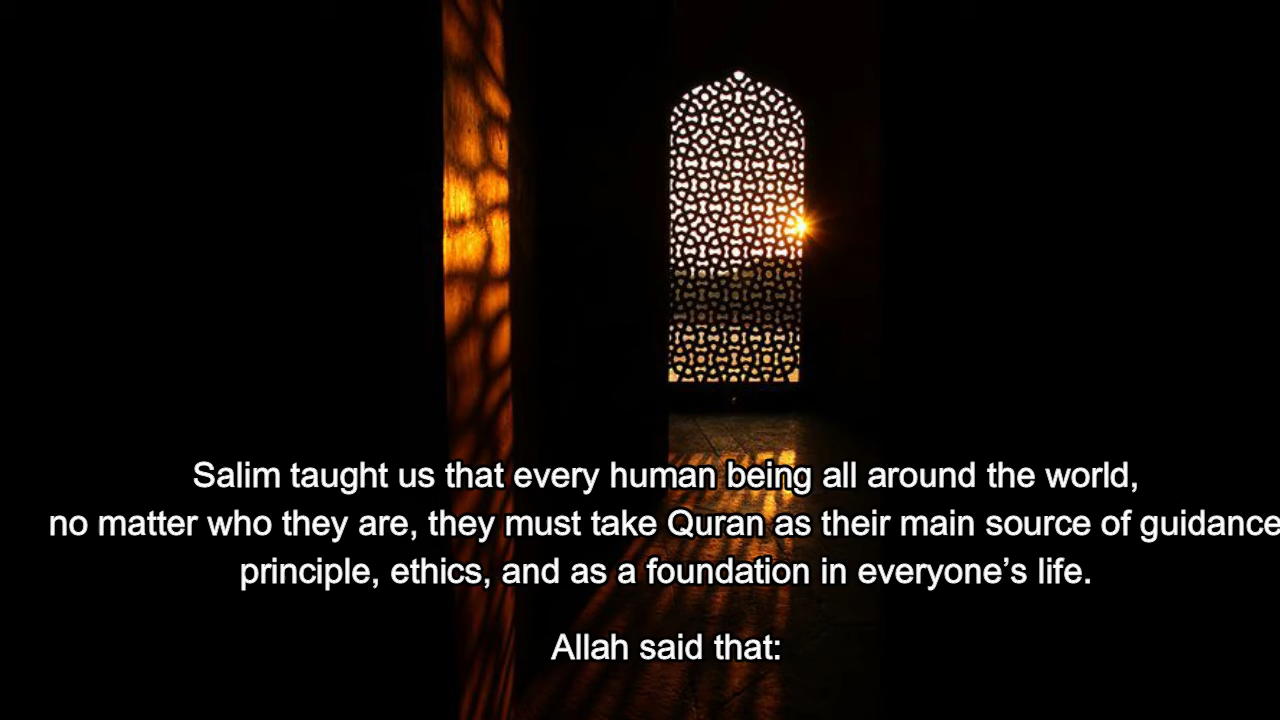 Salim taught us that every human being all around the world,
no matter who they are, they must take Quran as their main source of guidance
principle, ethics, and as a foundation in everyone’s life.
Allah said that: